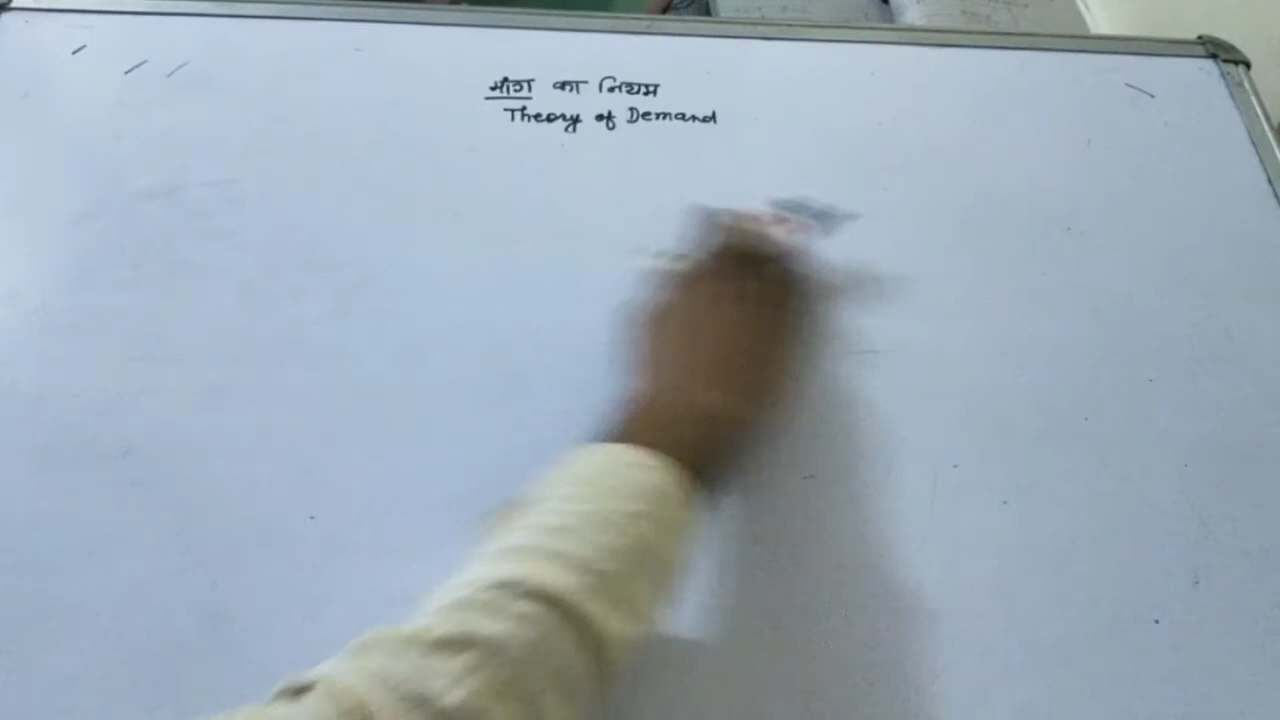 मांग का नियम
Theory of Demand